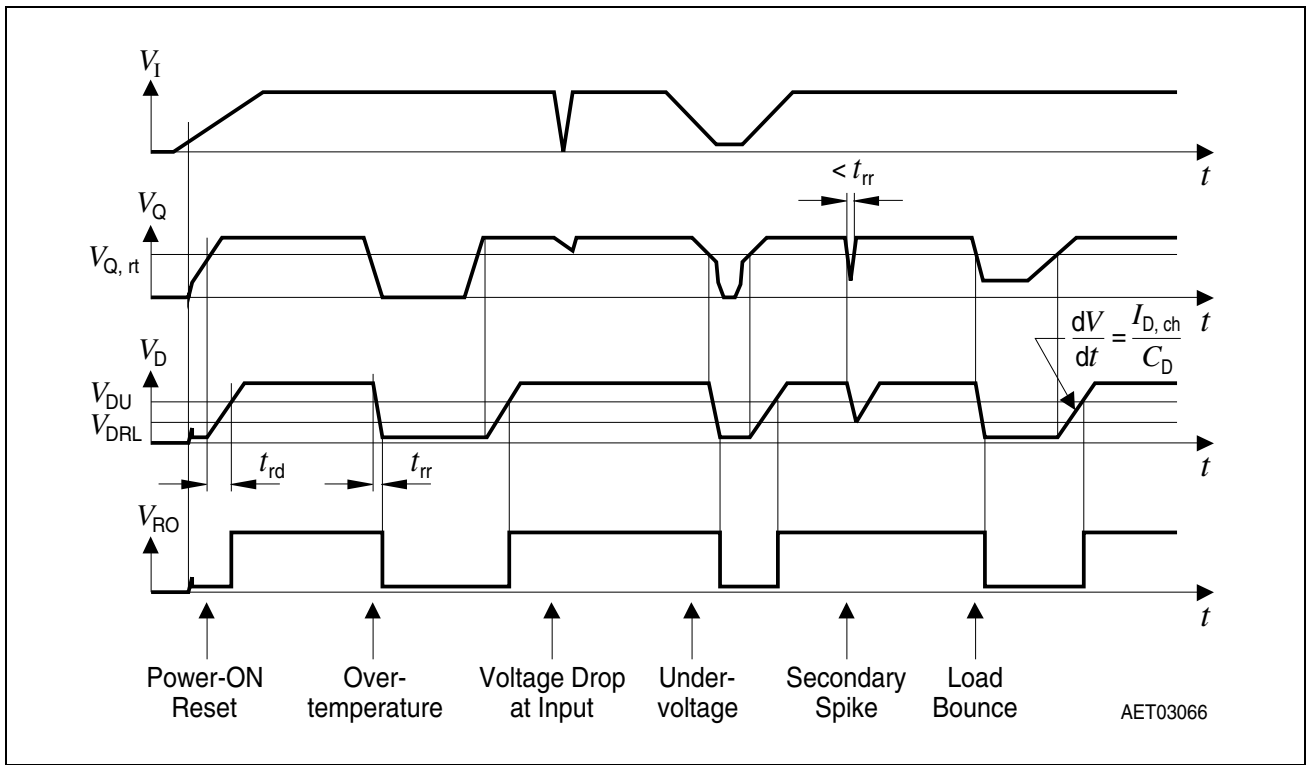 V_I
t
< t_rr
V_Q
V_Q, rt
t
dV/dt = I_D, ch/C_D
V_D
V_DU
V_DRL
t_rd
t_rr
t
V_RO
t
Power-ON
Reset
Over-
temperature
Voltage Drop
at Input
Under-
voltage
Secondary
Spike
Load
Bounce
AET03066